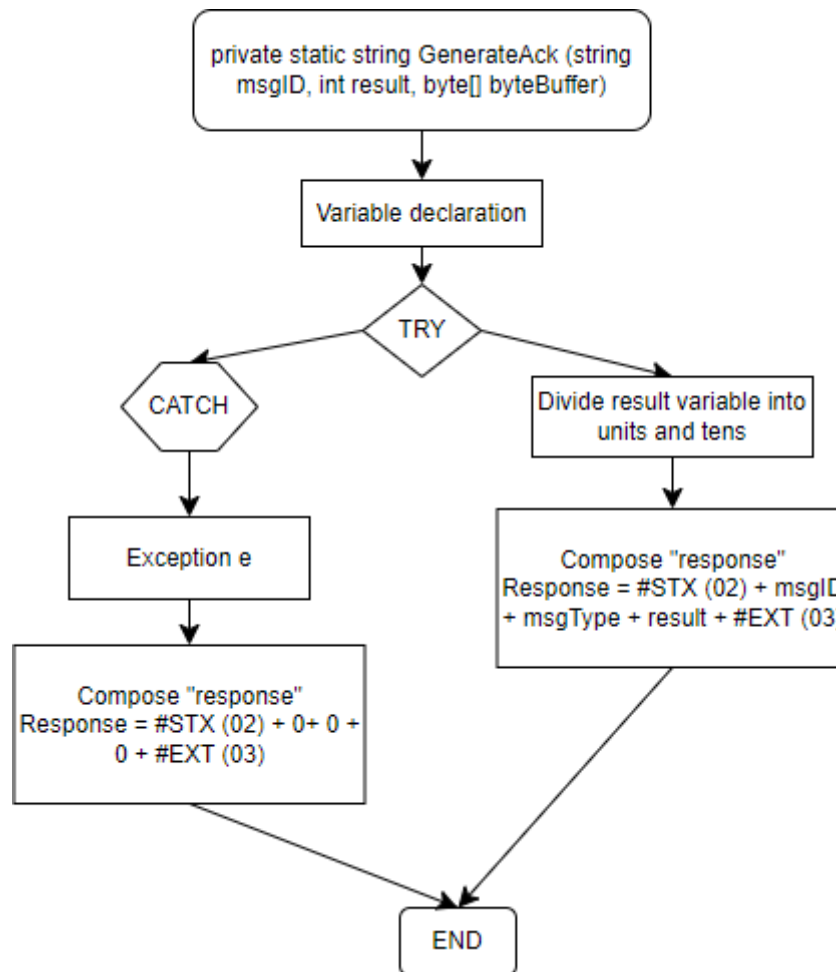 private static string GenerateAck (string
msgID, int result, byte[] byteBuffer)
Variable declaration
TRY
CATCH
Divide result variable into
units and tens
Exception e
Compose "response"
Response = #STX (02) + msgID
+ msgType + result + #EXT (03)
Compose "response"
Response = #STX (02) + 0+ 0 +
0 + #EXT (03)
END